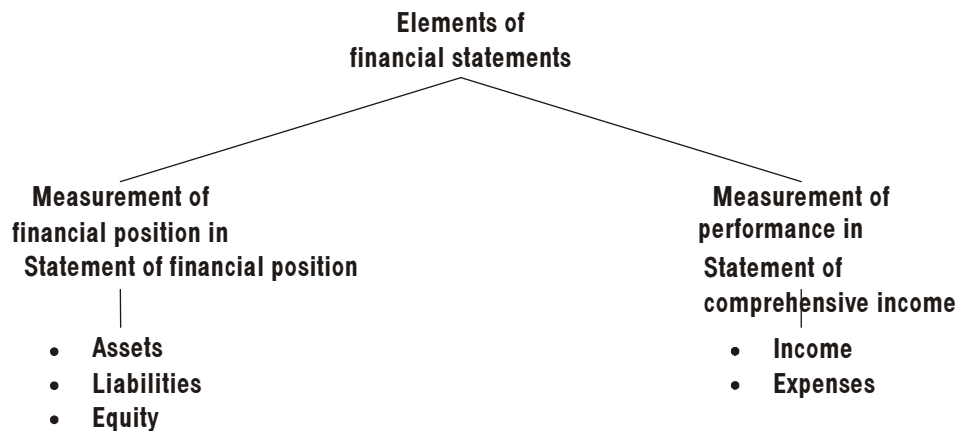 Elements of
financial statements
Measurement of
financial position in
Statement of financial position
• Assets
• Liabilities
• Equity
Measurement of
performance in
Statement of
comprehensive income
• Income
• Expenses